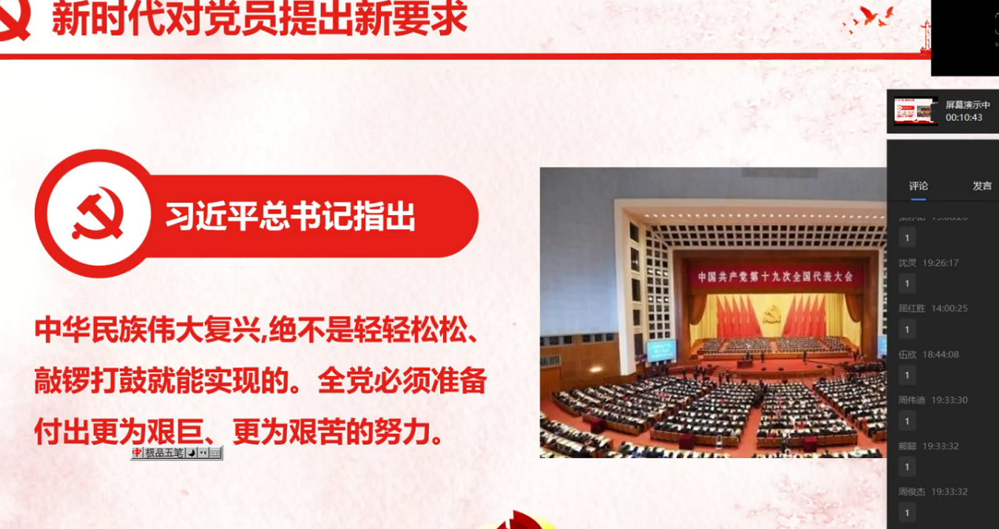 新时代对党员提出新要求
习近平总书记指出
中华民族伟大复兴,绝不是轻轻松松、
敲锣打鼓就能实现的。全党必须准备
付出更为艰巨、更为艰苦的努力。
中 极品五笔
中国共产党第十九次全国代表大会
屏幕演示中
00:10:43
评论 发言
1
沈灵 19:26:17
1
屈红胜 14:00:25
1
伍欣 18:44:08
1
周伟迪 19:33:30
1
熊懿 19:33:32
1
周俊杰 19:33:32
1